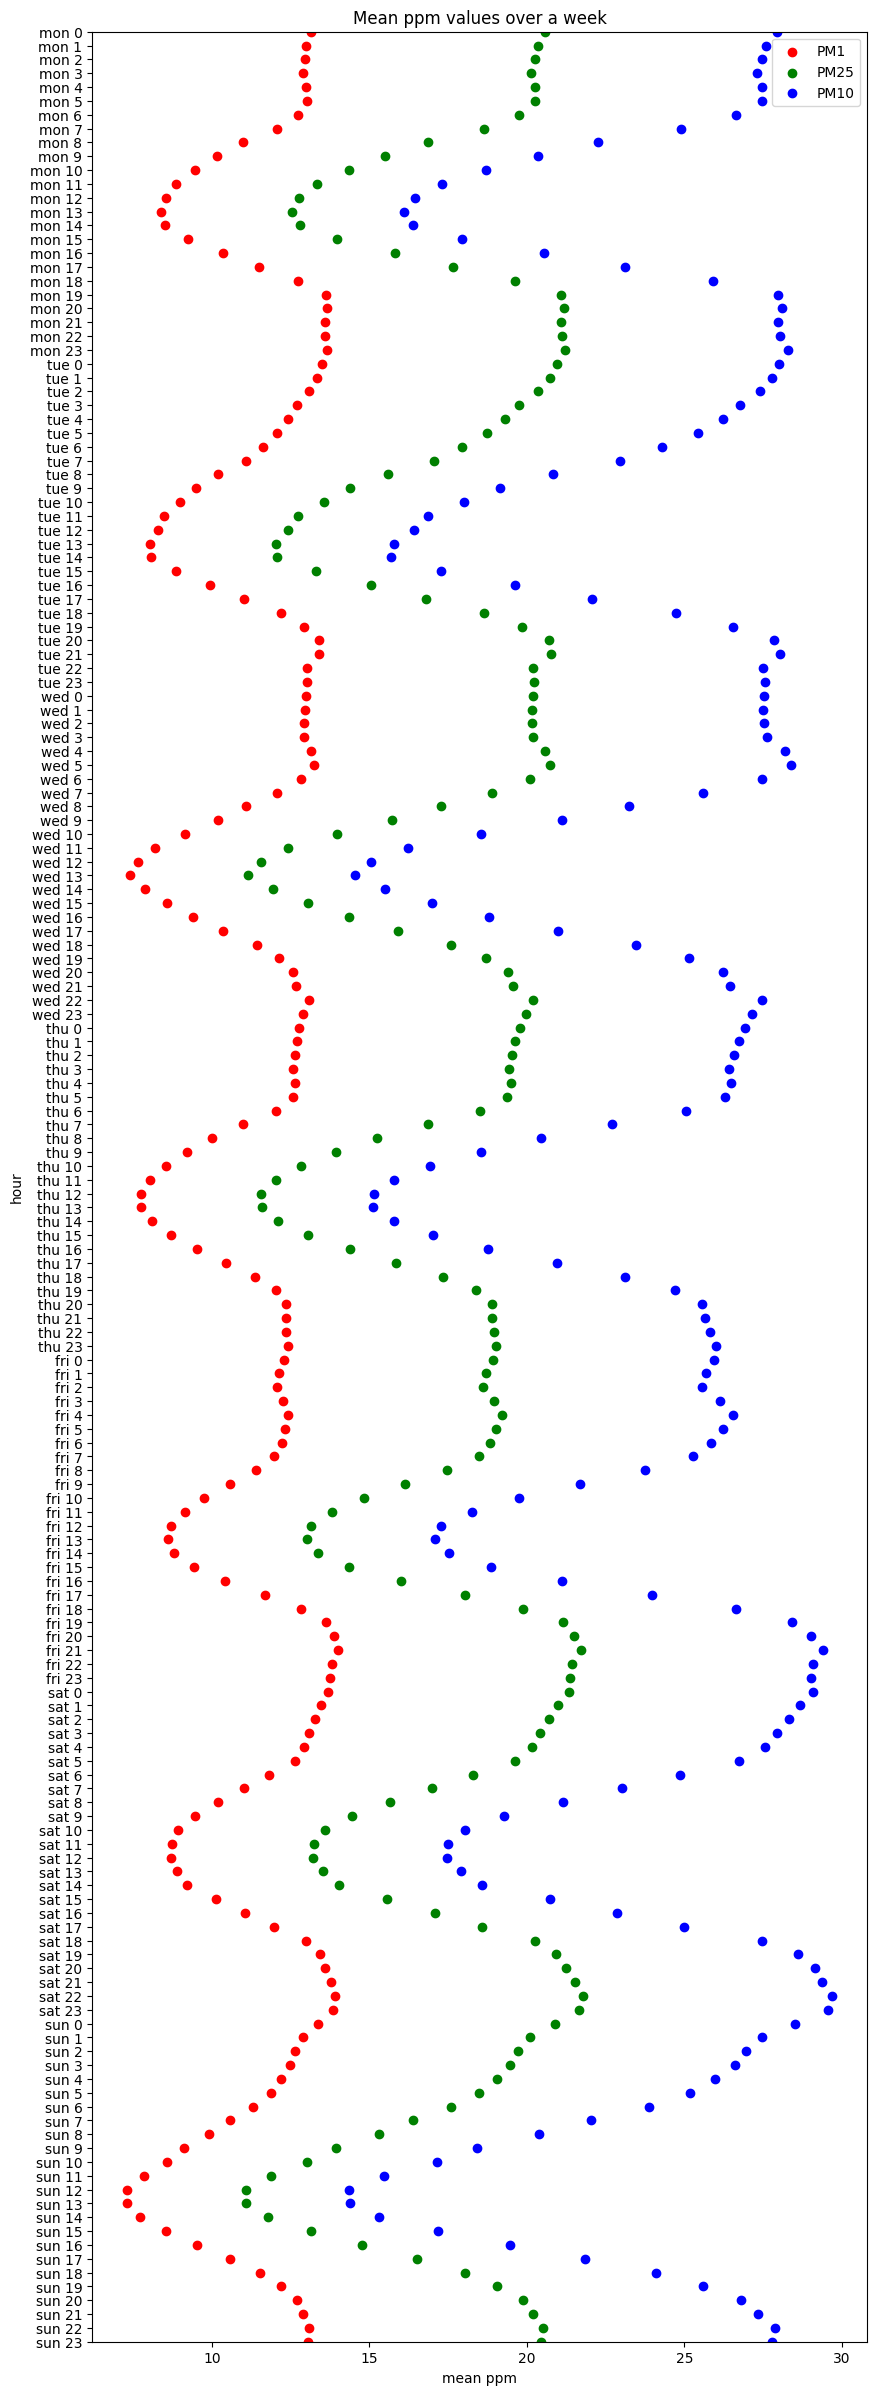 Mean ppm values over a week
PM1
PM25
PM10
mon 0
mon 1
mon 2
mon 3
mon 4
mon 5
mon 6
mon 7
mon 8
mon 9
mon 10
mon 11
mon 12
mon 13
mon 14
mon 15
mon 16
mon 17
mon 18
mon 19
mon 20
mon 21
mon 22
mon 23
tue 0
tue 1
tue 2
tue 3
tue 4
tue 5
tue 6
tue 7
tue 8
tue 9
tue 10
tue 11
tue 12
tue 13
tue 14
tue 15
tue 16
tue 17
tue 18
tue 19
tue 20
tue 21
tue 22
tue 23
wed 0
wed 1
wed 2
wed 3
wed 4
wed 5
wed 6
wed 7
wed 8
wed 9
wed 10
wed 11
wed 12
wed 13
wed 14
wed 15
wed 16
wed 17
wed 18
wed 19
wed 20
wed 21
wed 22
wed 23
thu 0
thu 1
thu 2
thu 3
thu 4
thu 5
thu 6
thu 7
thu 8
thu 9
thu 10
thu 11
thu 12
thu 13
thu 14
thu 15
thu 16
thu 17
thu 18
thu 19
thu 20
thu 21
thu 22
thu 23
fri 0
fri 1
fri 2
fri 3
fri 4
fri 5
fri 6
fri 7
fri 8
fri 9
fri 10
fri 11
fri 12
fri 13
fri 14
fri 15
fri 16
fri 17
fri 18
fri 19
fri 20
fri 21
fri 22
fri 23
sat 0
sat 1
sat 2
sat 3
sat 4
sat 5
sat 6
sat 7
sat 8
sat 9
sat 10
sat 11
sat 12
sat 13
sat 14
sat 15
sat 16
sat 17
sat 18
sat 19
sat 20
sat 21
sat 22
sat 23
sun 0
sun 1
sun 2
sun 3
sun 4
sun 5
sun 6
sun 7
sun 8
sun 9
sun 10
sun 11
sun 12
sun 13
sun 14
sun 15
sun 16
sun 17
sun 18
sun 19
sun 20
sun 21
sun 22
sun 23
hour
10 15 20 25 30
mean ppm